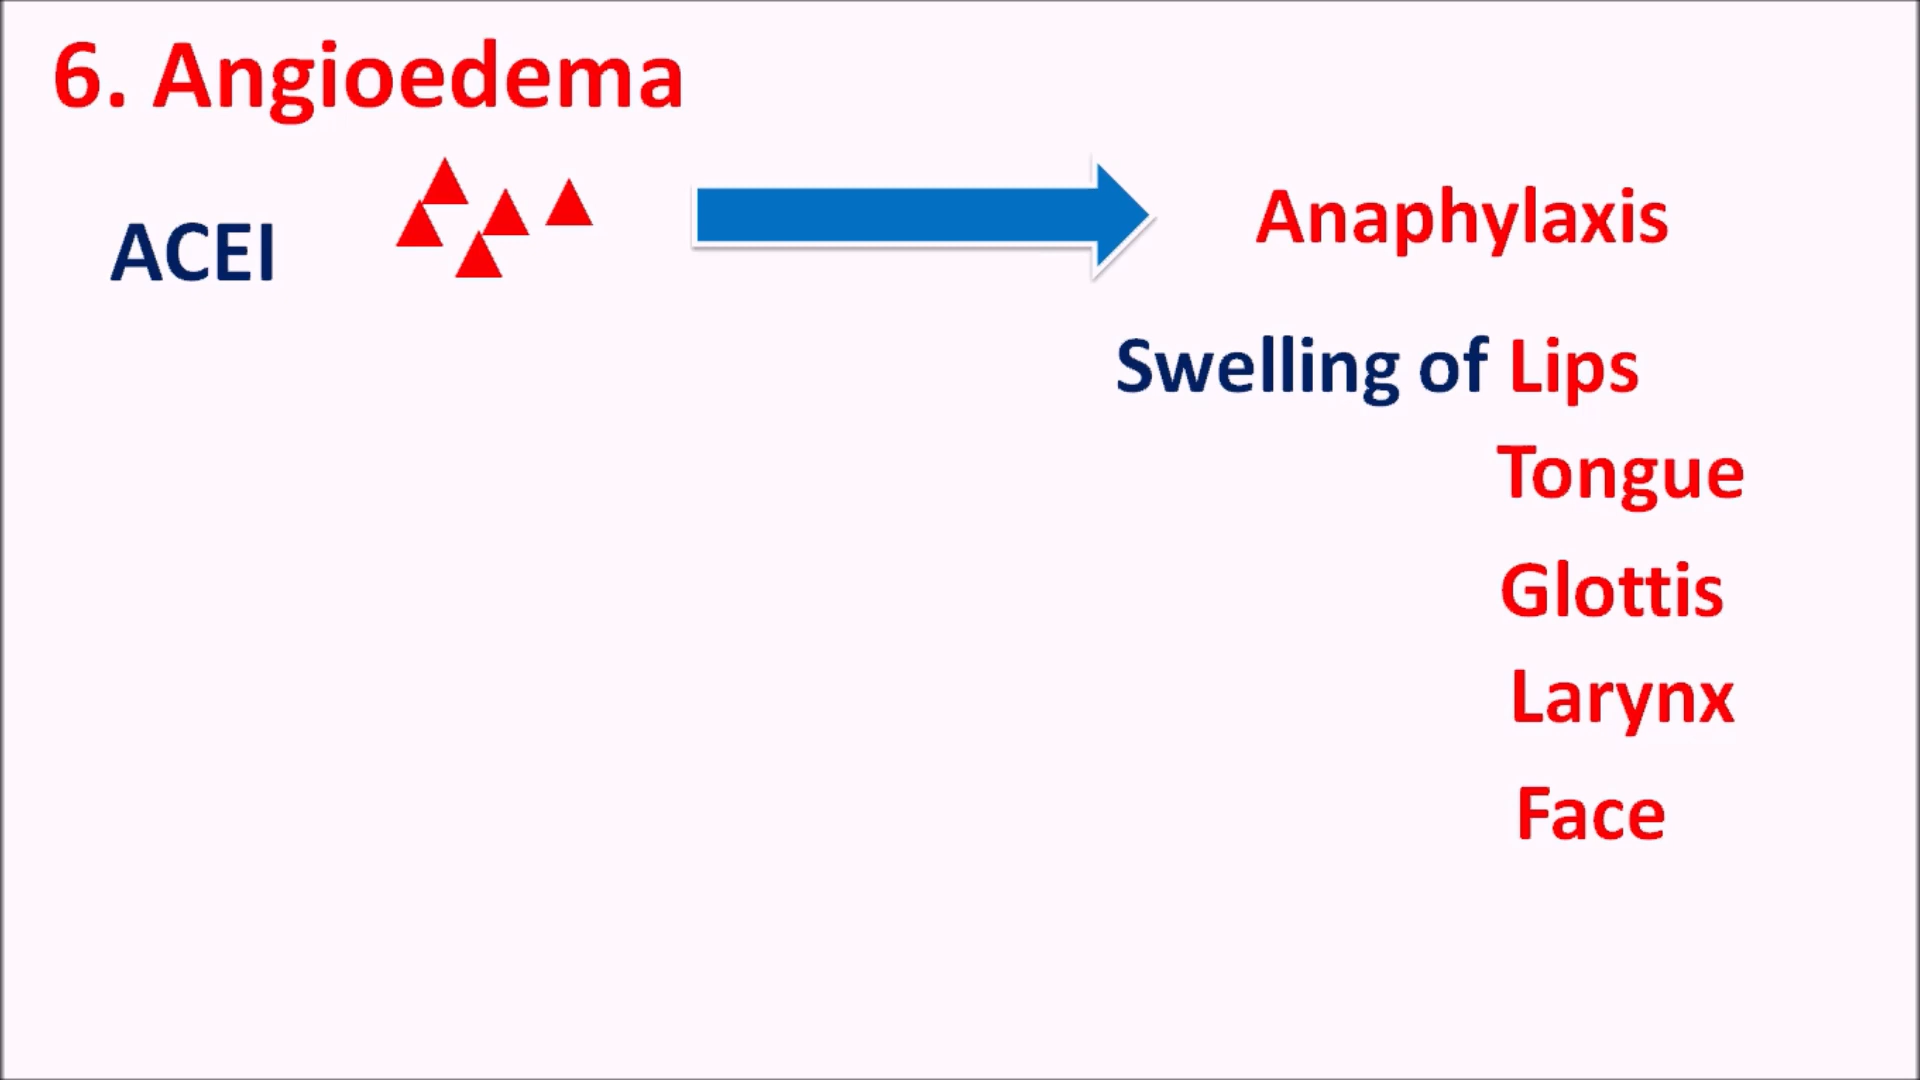 6. Angioedema
ACEI
Anaphylaxis
Swelling of Lips
Tongue
Glottis
Larynx
Face